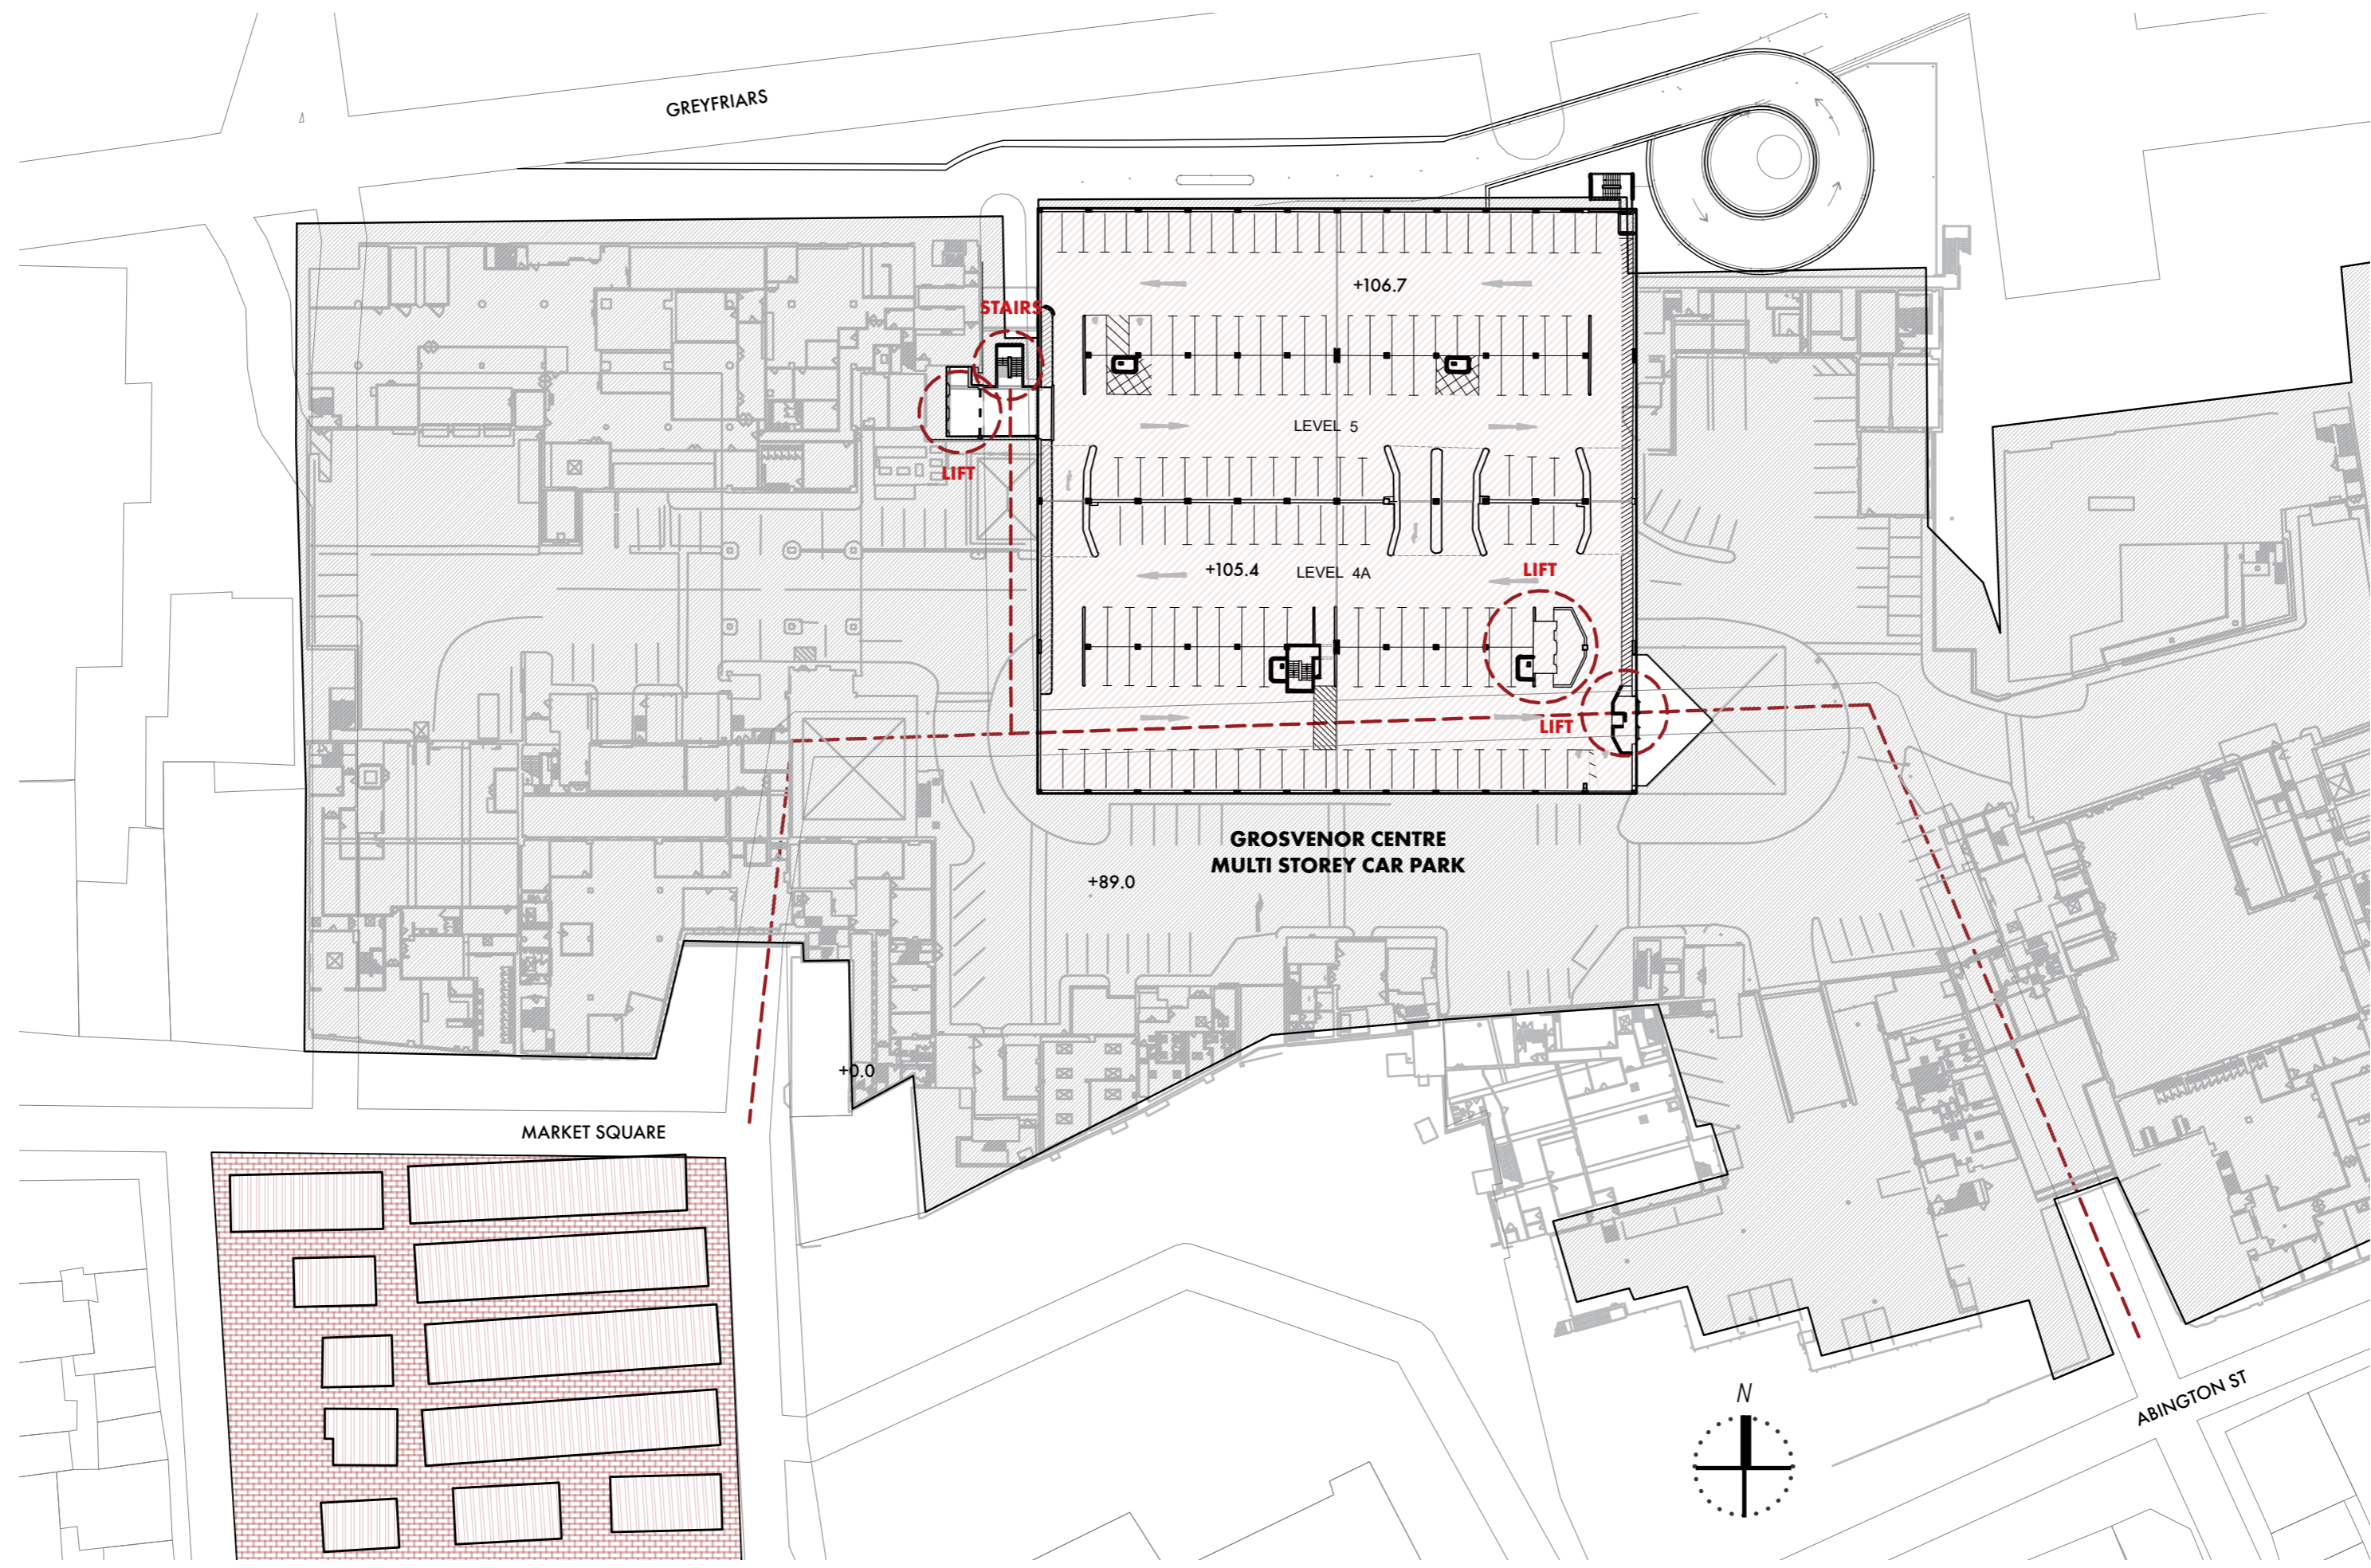 GREYFRIARS
+106.7
STAIRS
LEVEL 5
LIFT
+105.4
LEVEL 4A
LIFT
LIFT
GROSVENOR CENTRE
MULTI STOREY CAR PARK
+89.0
+0.0
MARKET SQUARE
N
ABINGTON ST